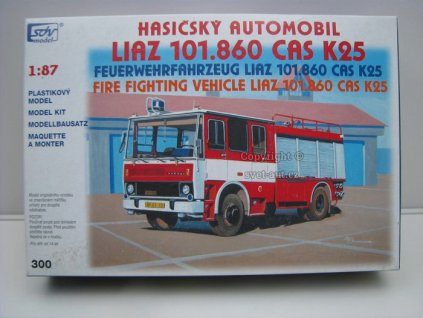 SDV
model
HASIČSKÝ AUTOMOBIL
LIAZ 101.860 CAS K25
FEUERWEHRFAHRZEUG LIAZ 101.860 CAS K25
FIRE FIGHTING VEHICLE LIAZ 101.860 CAS K25
1:87
PLASTIKOVÝ
MODEL
MODEL KIT
MODELLBAUSATZ
MAQUETTE
A MONTER
Copyright ©
svet-aut.cz
300